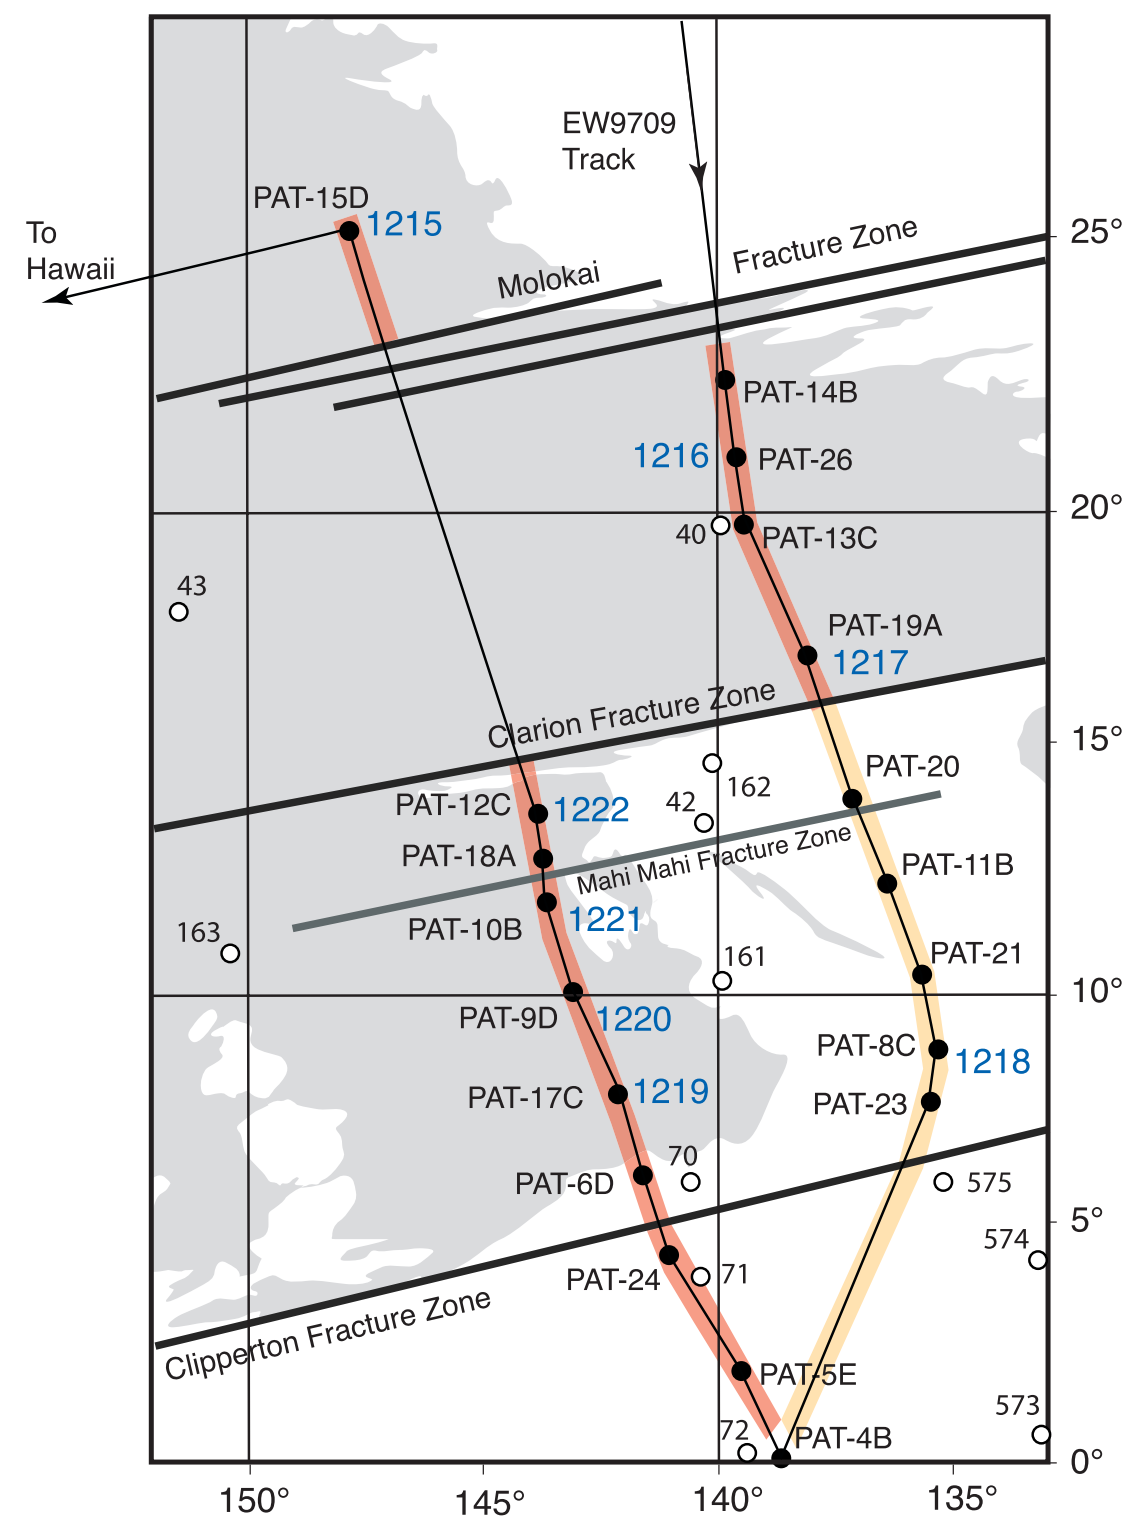 EW9709
Track
PAT-15D
1215
To
Hawaii
Fracture Zone
25°
Molokai
PAT-14B
1216
PAT-26
20°
40
PAT-13C
43
PAT-19A
1217
Clarion Fracture Zone
15°
PAT-20
162
42
PAT-12C
1222
Mahi Mahi Fracture Zone
PAT-18A
PAT-11B
1221
PAT-10B
163
161
PAT-21
10°
PAT-9D
1220
PAT-8C
1218
PAT-17C
1219
PAT-23
70
PAT-6D
575
5°
574
PAT-24
71
Clipperton Fracture Zone
PAT-5E
573
72
PAT-4B
0°
150°
145°
140°
135°